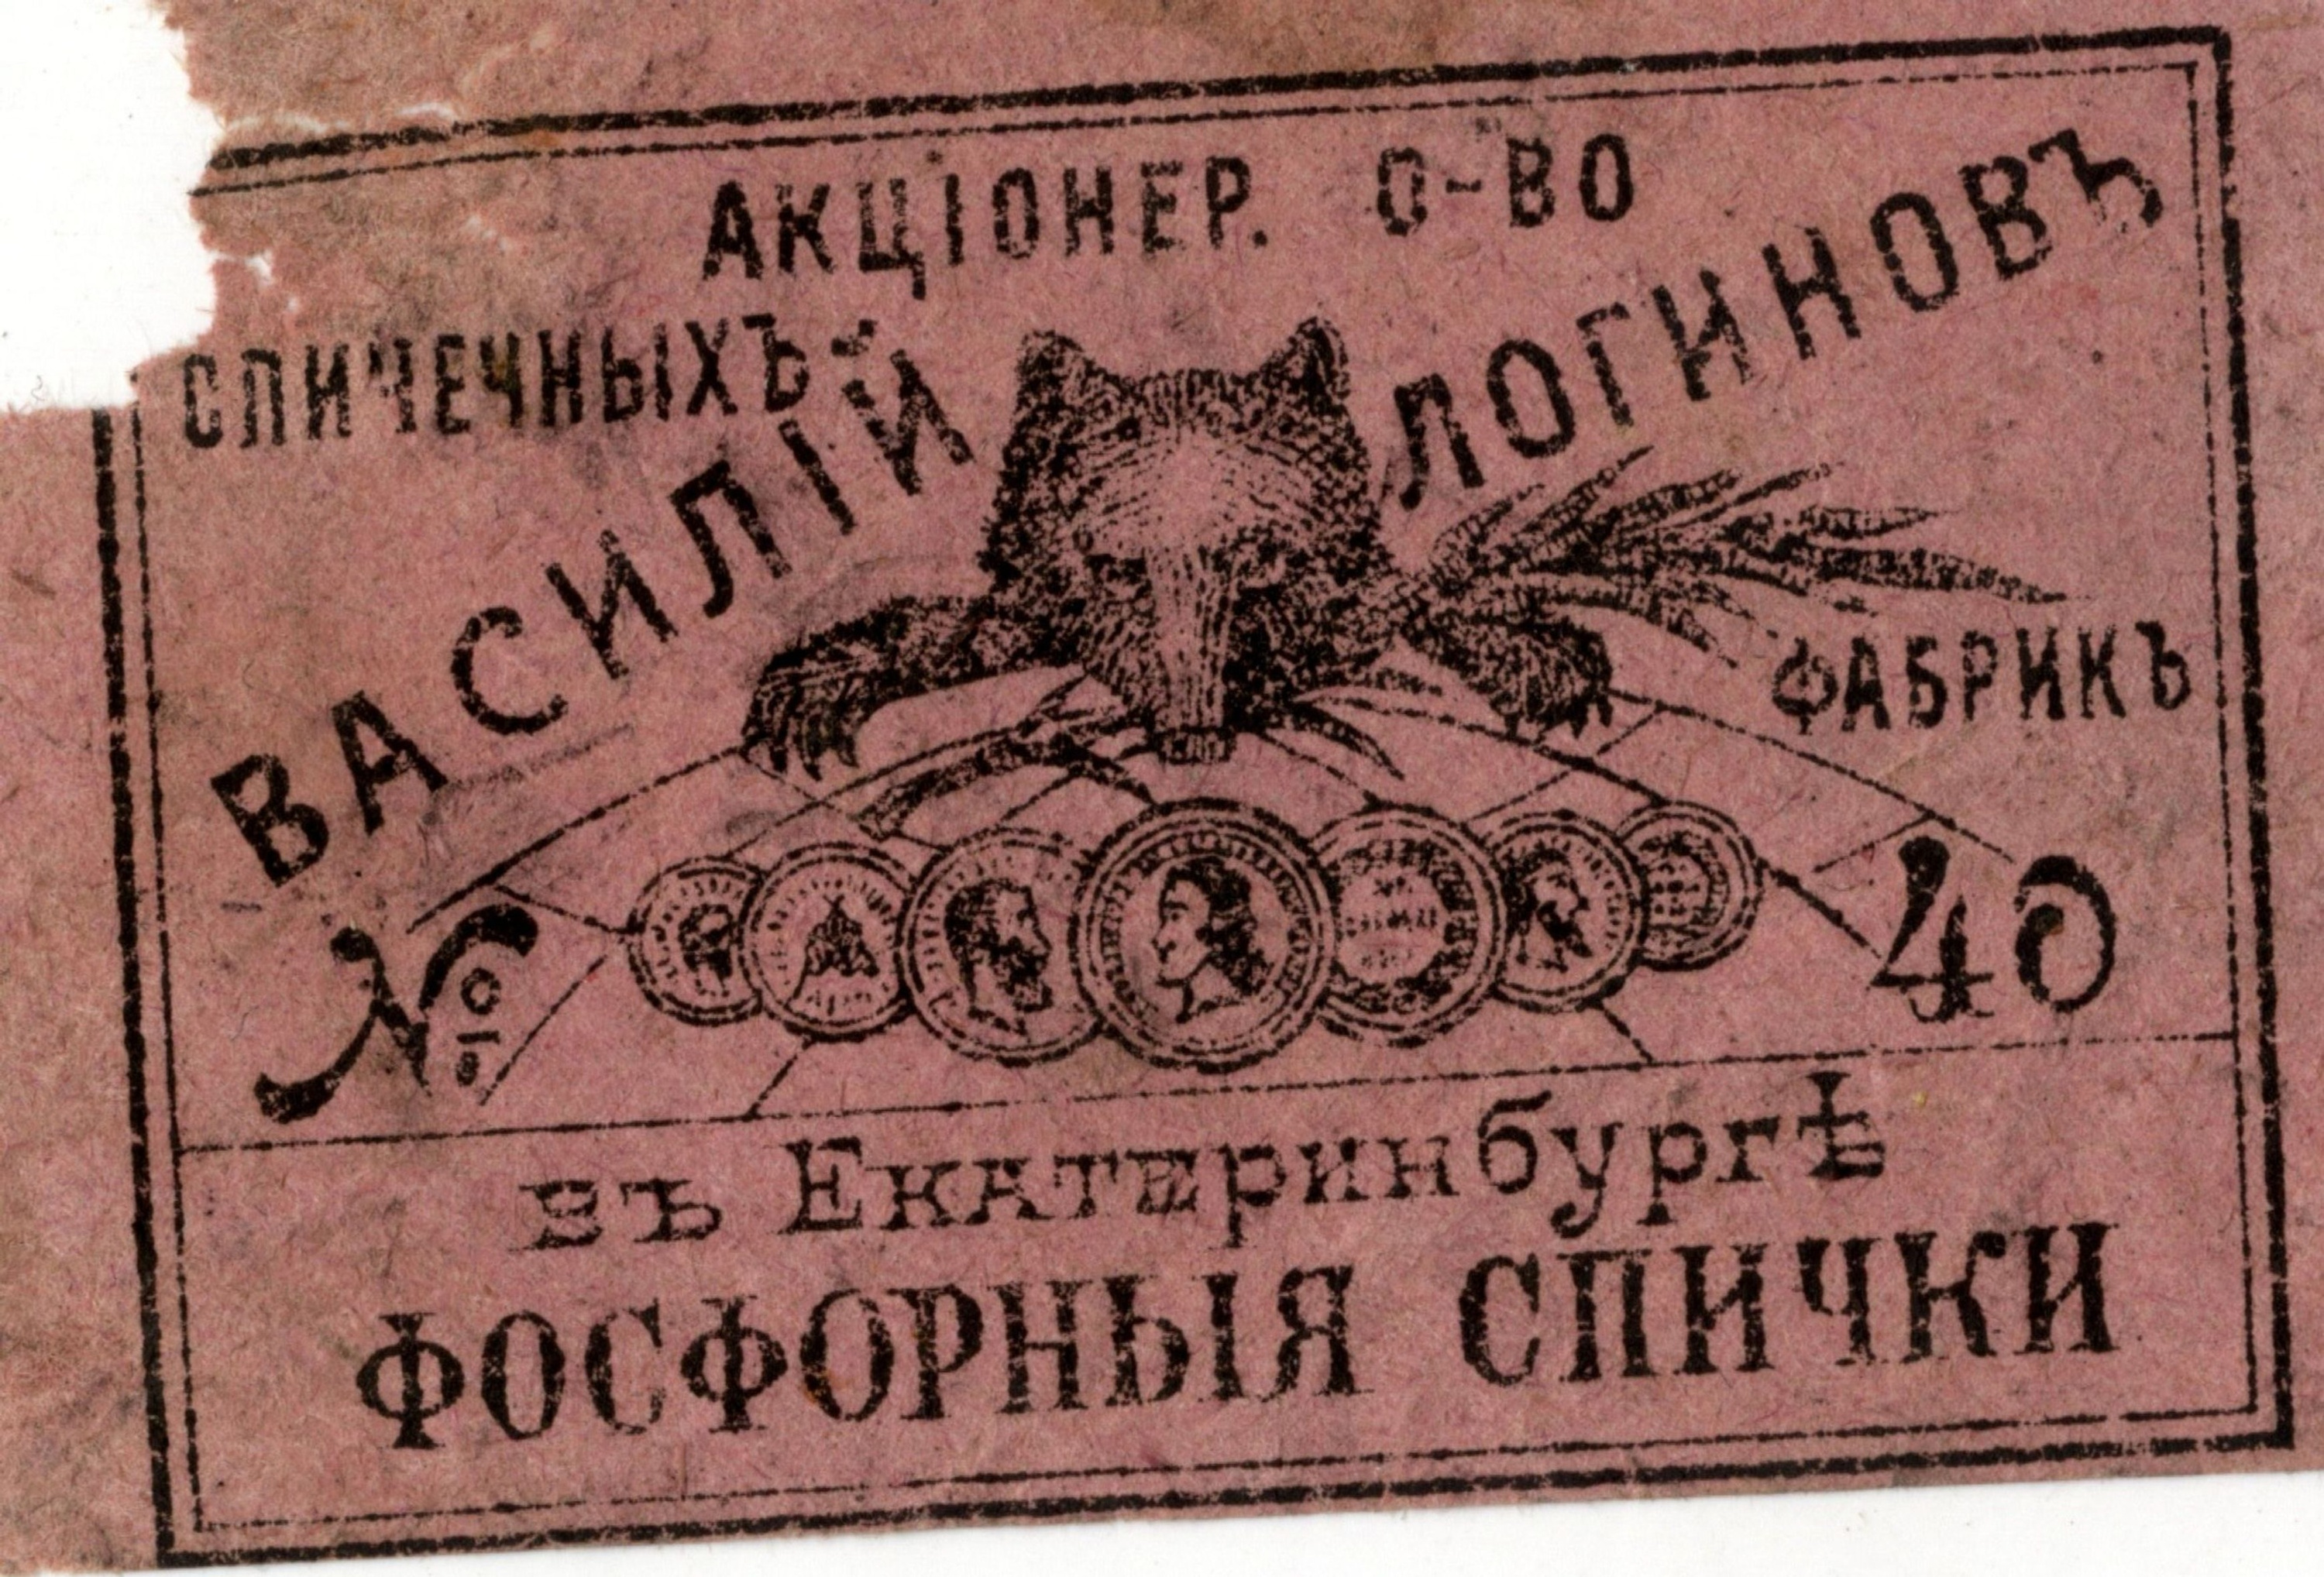 АКЦІОНЕР. О-ВО
СПИЧЕЧНЫХЪ
ВАСИЛІЙ ЛОГИНОВЪ
ФАБРИКЪ
№ 40
въ Екатеринбургѣ
ФОСФОРНЫЯ СПИЧКИ